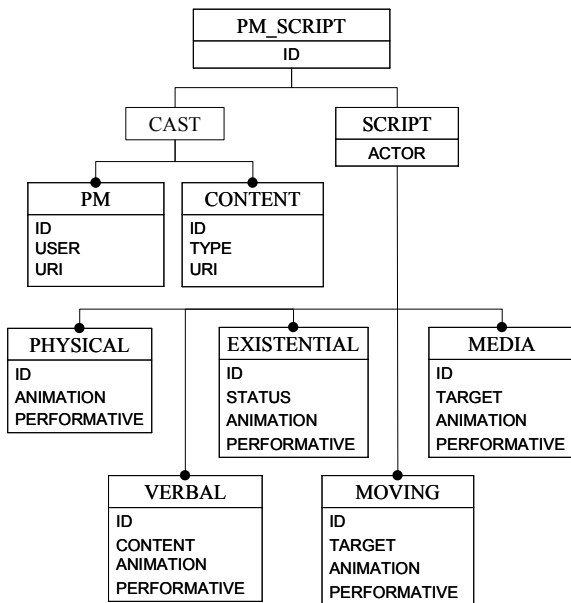 PM_SCRIPT
ID
CAST
SCRIPT
ACTOR
PM
ID
USER
URI
CONTENT
ID
TYPE
URI
PHYSICAL
ID
ANIMATION
PERFORMATIVE
EXISTENTIAL
ID
STATUS
ANIMATION
PERFORMATIVE
MEDIA
ID
TARGET
ANIMATION
PERFORMATIVE
VERBAL
ID
CONTENT
ANIMATION
PERFORMATIVE
MOVING
ID
TARGET
ANIMATION
PERFORMATIVE